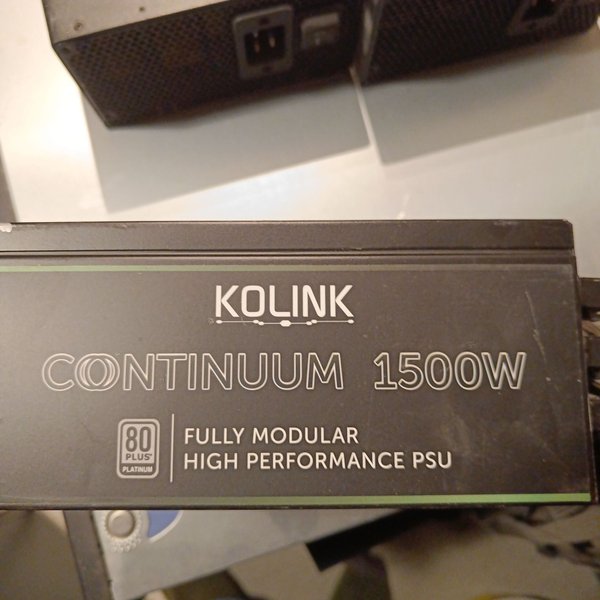 KOLINK
CONTINUUM 1500W
80
PLUS
PLATINUM
FULLY MODULAR
HIGH PERFORMANCE PSU